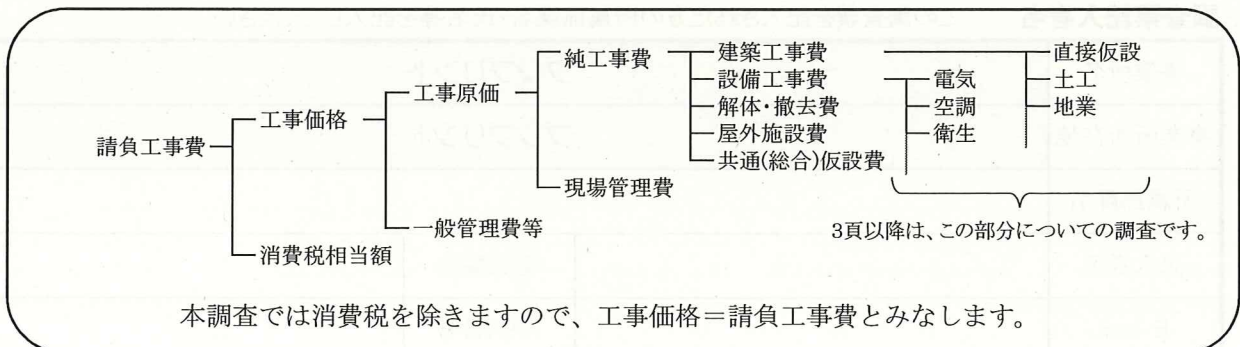 純工事費 建築工事費 直接仮設
工事原価 設備工事費 電気 土工
工事価格 解体・撤去費 空調 地業
請負工事費 屋外施設費 衛生
共通(総合)仮設費
現場管理費
一般管理費等 3頁以降は、この部分についての調査です。
消費税相当額
本調査では消費税を除きますので、工事価格＝請負工事費とみなします。